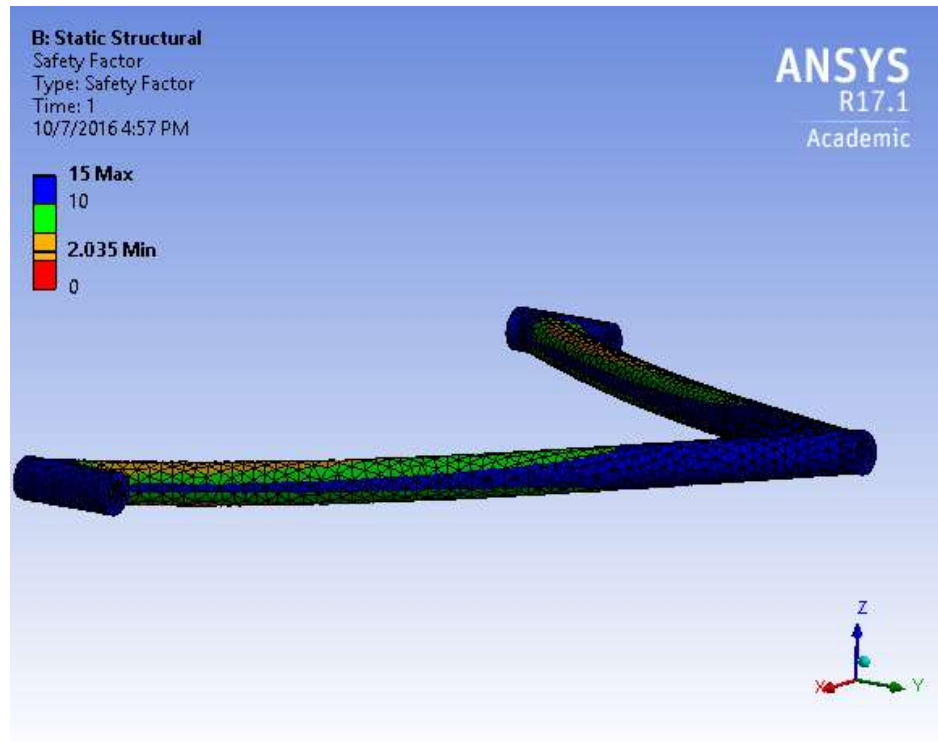 B: Static Structural
Safety Factor
Type: Safety Factor
Time: 1
10/7/2016 4:57 PM
ANSYS
R17.1
Academic
15 Max
10
2.035 Min
0
Z
X
Y